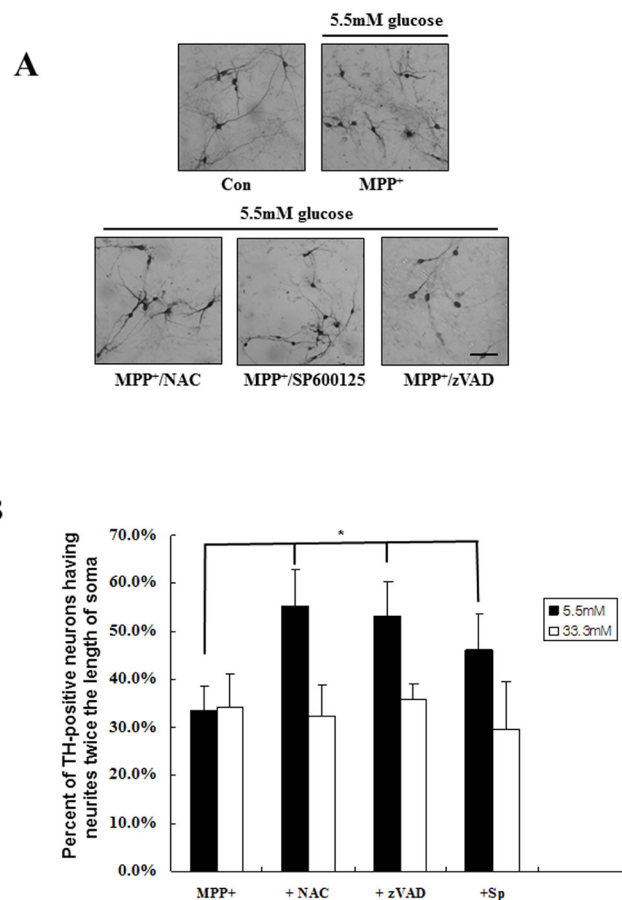 5.5mM glucose
A
Con
MPP+
5.5mM glucose
MPP+/NAC
MPP+/SP600125
MPP+/zVAD
Percent of TH-positive neurons having
neurites twice the length of soma
70.0%
60.0%
50.0%
40.0%
30.0%
20.0%
10.0%
0.0%
*
5.5mM
33.3mM
MPP+
+ NAC
+ zVAD
+Sp